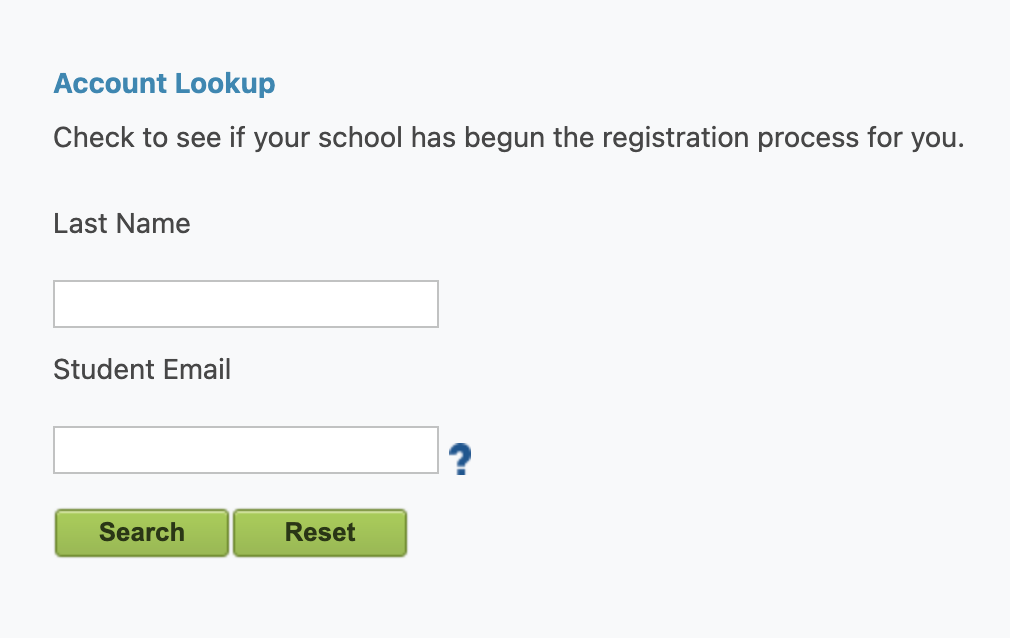 Account Lookup
Check to see if your school has begun the registration process for you.
Last Name
Student Email
?
Search Reset